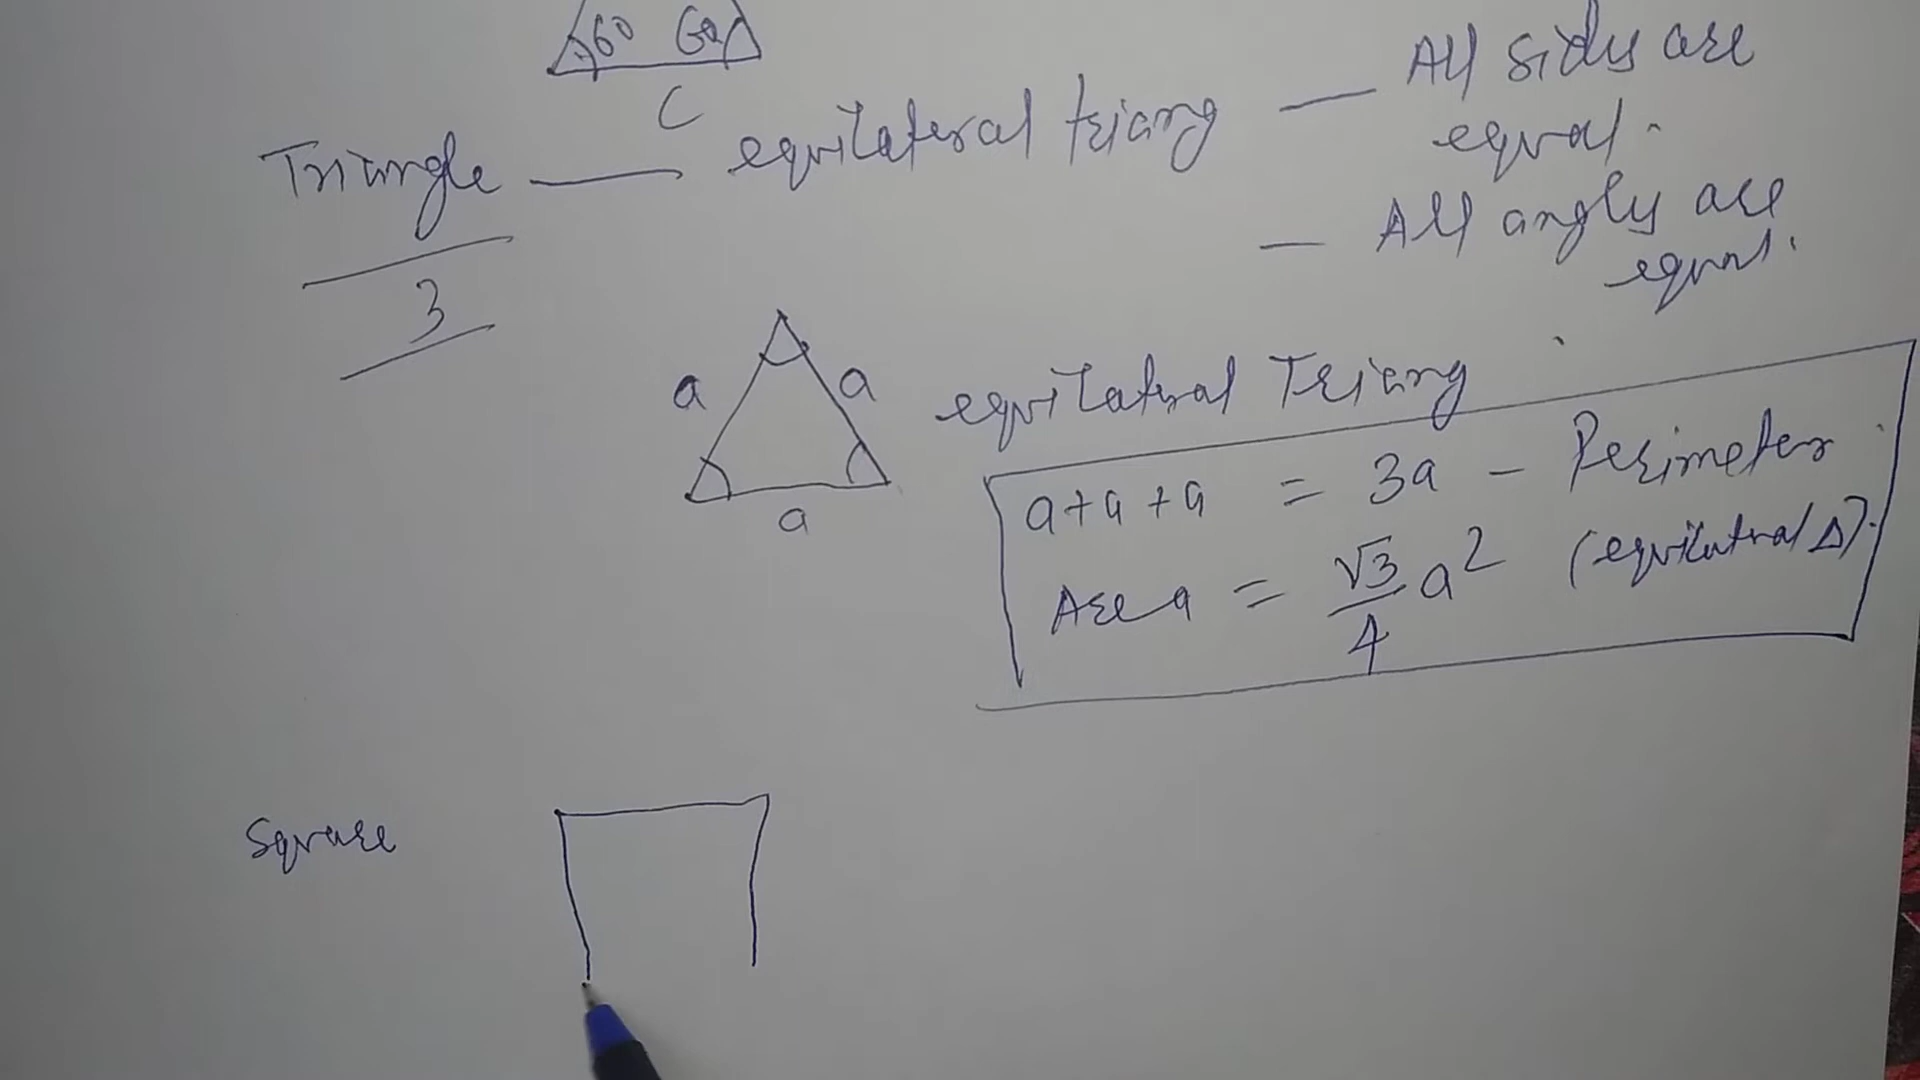 60 60
C
Triangle — equilateral triang — All sides are
equal.
— All angles are
equal.
3
a a
a
equilateral Triang
a+a+a = 3a - Perimeter
Area = √3/4 a² (equilateral Δ).
Square